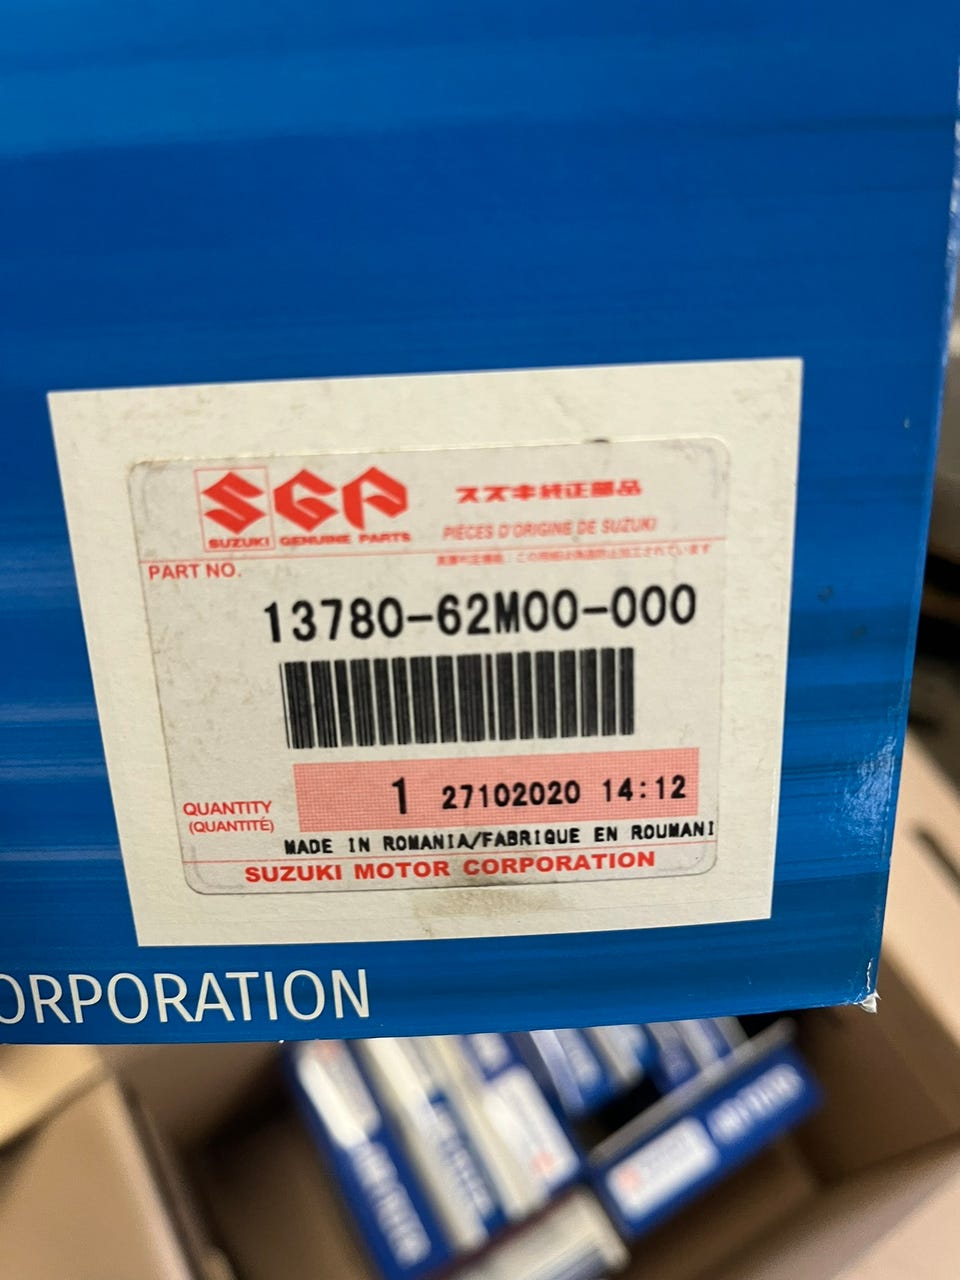 SGP
SUZUKI GENUINE PARTS
スズキ純正部品
PIÈCES D'ORIGINE DE SUZUKI
PART NO.
13780-62M00-000
QUANTITY
(QUANTITÉ)
1 27102020 14:12
MADE IN ROMANIA/FABRIQUE EN ROUMANI
SUZUKI MOTOR CORPORATION
ORPORATION